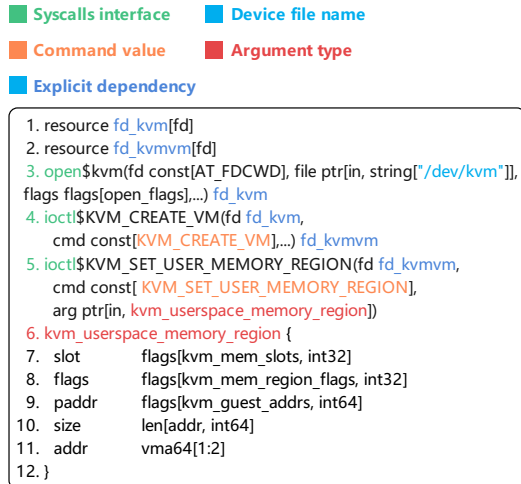 Syscalls interface Device file name
Command value Argument type
Explicit dependency
1. resource fd_kvm[fd]
2. resource fd_kvmvm[fd]
3. open$kvm(fd const[AT_FDCWD], file ptr[in, string["/dev/kvm"]],
flags flags[open_flags],...) fd_kvm
4. ioctl$KVM_CREATE_VM(fd fd_kvm,
cmd const[KVM_CREATE_VM],...) fd_kvmvm
5. ioctl$KVM_SET_USER_MEMORY_REGION(fd fd_kvmvm,
cmd const[ KVM_SET_USER_MEMORY_REGION],
arg ptr[in, kvm_userspace_memory_region])
6. kvm_userspace_memory_region {
7. slot flags[kvm_mem_slots, int32]
8. flags flags[kvm_mem_region_flags, int32]
9. paddr flags[kvm_guest_addrs, int64]
10. size len[addr, int64]
11. addr vma64[1:2]
12. }